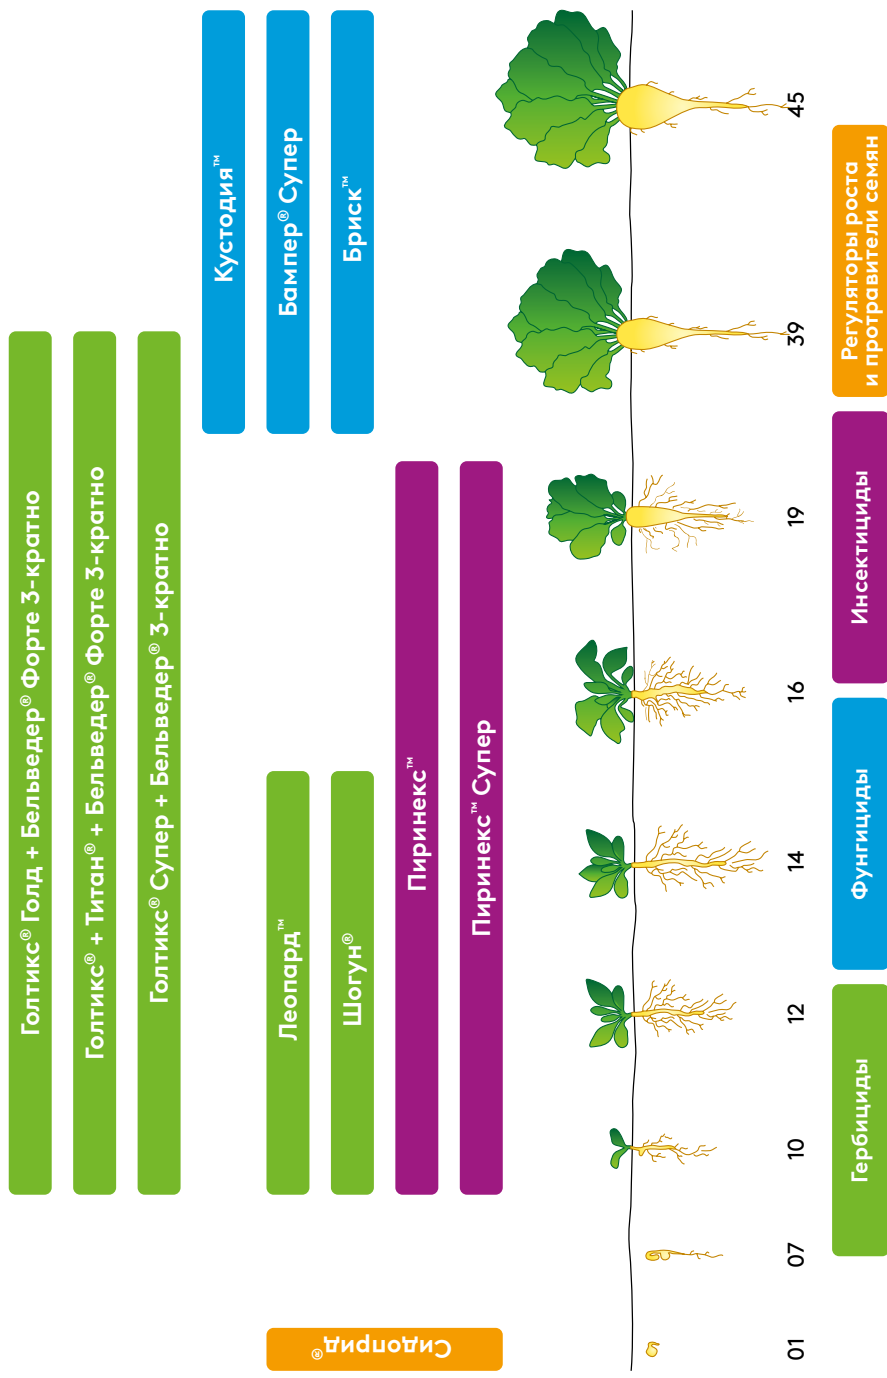 Голтикс® Голд + Бельведер® Форте 3-кратно
Голтикс® + Титан® + Бельведер® Форте 3-кратно
Голтикс® Супер + Бельведер® 3-кратно
Кустодия™
Леопард™
Бампер® Супер
Шогун®
Бриск™
Пиринекс™
Пиринекс™ Супер
Сидоприд®
01
07
10
12
14
16
19
39
45
Гербициды
Фунгициды
Инсектициды
Регуляторы роста
и протравители семян